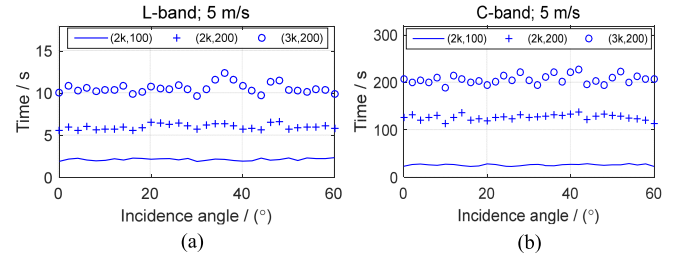 L-band; 5 m/s
(2k,100) (2k,200) (3k,200)
Time / s
15
10
5
0
0 20 40 60
Incidence angle / (°)
(a)
C-band; 5 m/s
(2k,100) (2k,200) (3k,200)
Time / s
300
200
100
0
0 20 40 60
Incidence angle / (°)
(b)